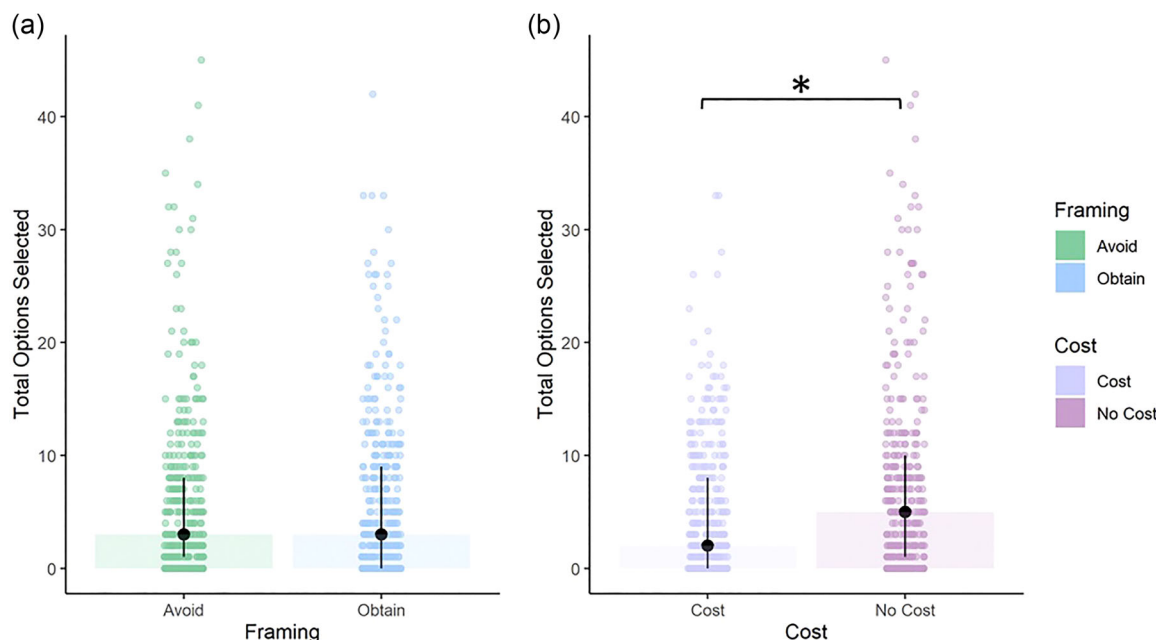 (a)
Total Options Selected
40
30
20
10
0
Avoid
Obtain
Framing
(b)
*
Total Options Selected
40
30
20
10
0
Cost
No Cost
Cost
Framing
Avoid
Obtain
Cost
Cost
No Cost